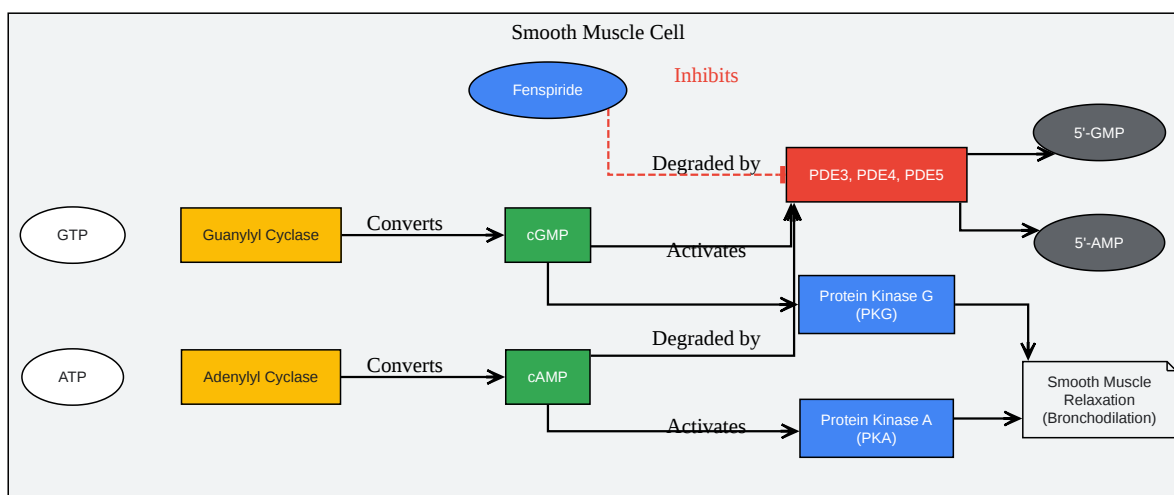 Smooth Muscle Cell
Fenspiride
Inhibits
5'-GMP
Degraded by
PDE3, PDE4, PDE5
GTP
Guanylyl Cyclase
Converts
cGMP
Activates
5'-AMP
Protein Kinase G
(PKG)
Degraded by
ATP
Adenylyl Cyclase
Converts
cAMP
Activates
Protein Kinase A
(PKA)
Smooth Muscle
Relaxation
(Bronchodilation)